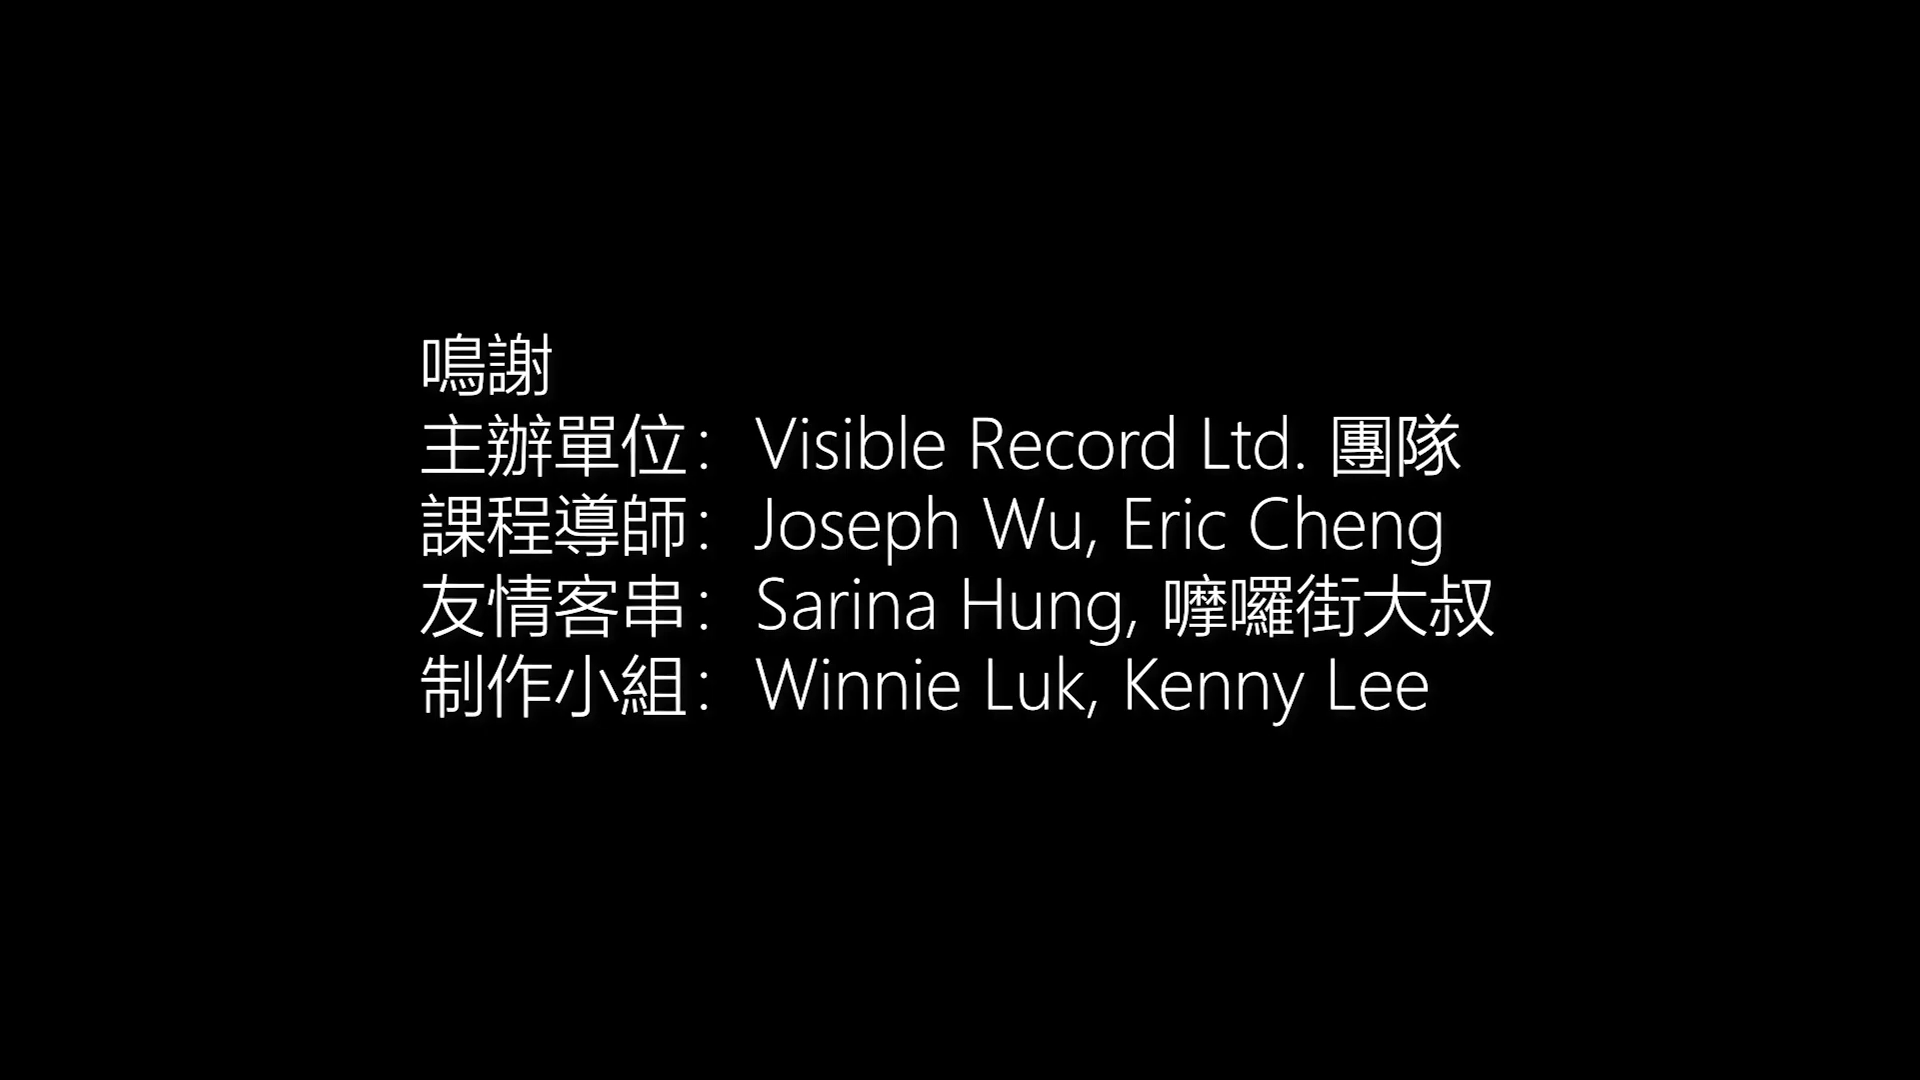 鳴謝
主辦單位：Visible Record Ltd. 團隊
課程導師：Joseph Wu, Eric Cheng
友情客串：Sarina Hung, 嚤囉街大叔
制作小組：Winnie Luk, Kenny Lee